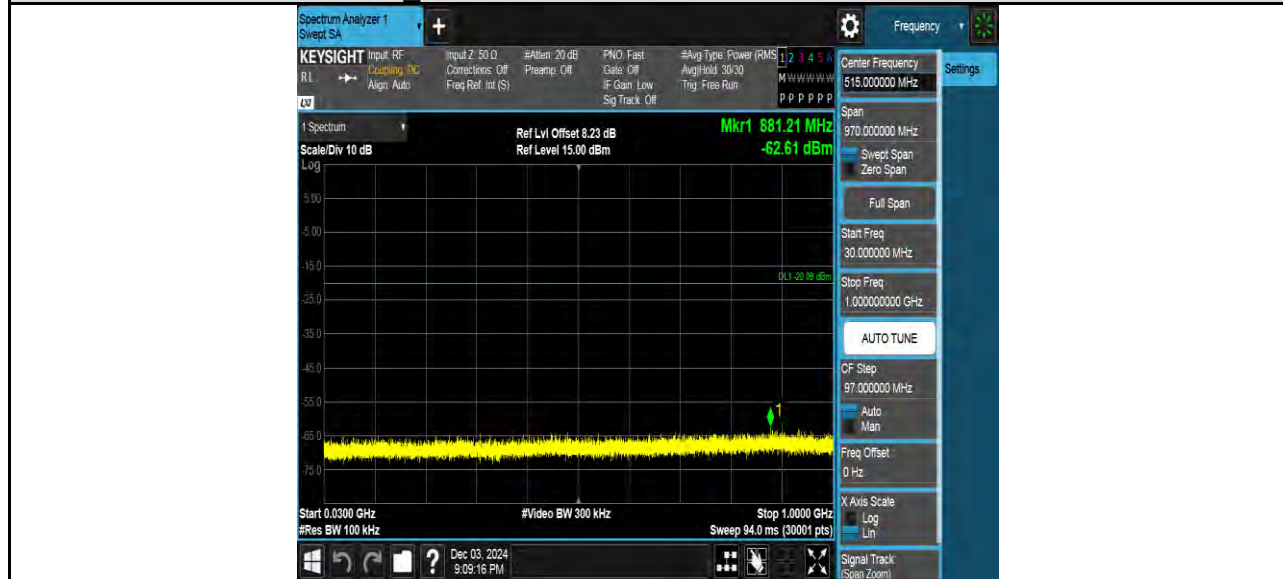 Spectrum Analyzer 1
Swept SA
+
Frequency
KEYSIGHT
Input: RF
Coupling: DC
Align: Auto
RL
LXI
Input Z: 50 Ω
Corrections: Off
Freq Ref: Int (S)
#Atten: 20 dB
Preamp: Off
PNO: Fast
Gate: Off
IF Gain: Low
Sig Track: Off
#Avg Type: Power (RMS
Avg|Hold: 30/30
Trig: Free Run
1 2 3 4 5 6
M W W W W W
P P P P P P
Center Frequency
515.000000 MHz
Settings
Span
970.000000 MHz
Swept Span
Zero Span
Full Span
Start Freq
30.000000 MHz
Stop Freq
1.000000000 GHz
AUTO TUNE
CF Step
97.000000 MHz
Auto
Man
Freq Offset
0 Hz
X Axis Scale
Log
Lin
Signal Track
(Span Zoom)
1 Spectrum
Scale/Div 10 dB
Log
Ref Lvl Offset 8.23 dB
Ref Level 15.00 dBm
Mkr1 881.21 MHz
-62.61 dBm
5.00
-5.00
-15.0
DL1 -20.09 dBm
-25.0
-35.0
-45.0
-55.0
1
-65.0
-75.0
Start 0.0300 GHz
#Res BW 100 kHz
#Video BW 300 kHz
Stop 1.0000 GHz
Sweep 94.0 ms (30001 pts)
?
Dec 03, 2024
9:09:16 PM